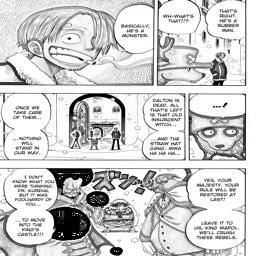 THAT'S
RIGHT.
HE'S A
RUBBER
MAN.
WH-WHAT'S
THAT!?
BASICALLY,
HE'S A
MONSTER.
...!
DALTON IS
DEAD. ALL
THAT'S LEFT
IS THAT OLD
INSURGENT
WITCH...
...AND
THE STRAW
HAT GANG.
MWA
HA HA HA...
ONCE WE
TAKE CARE
OF THEM...
...NOTHING
WILL
STAND IN
OUR WAY.
YES, YOUR
MAJESTY. YOUR
RULE WILL BE
RESTORED AT
LAST!
LEAVE IT TO
US, KING WAPOL.
WE'LL CRUSH
THESE REBELS.
I DON'T
KNOW WHAT
YOU WERE
THINKING,
DR. KUREHA,
BUT IT WAS
FOOLHARDY
OF YOU...
...TO MOVE
INTO THE
KING'S
CASTLE!!!